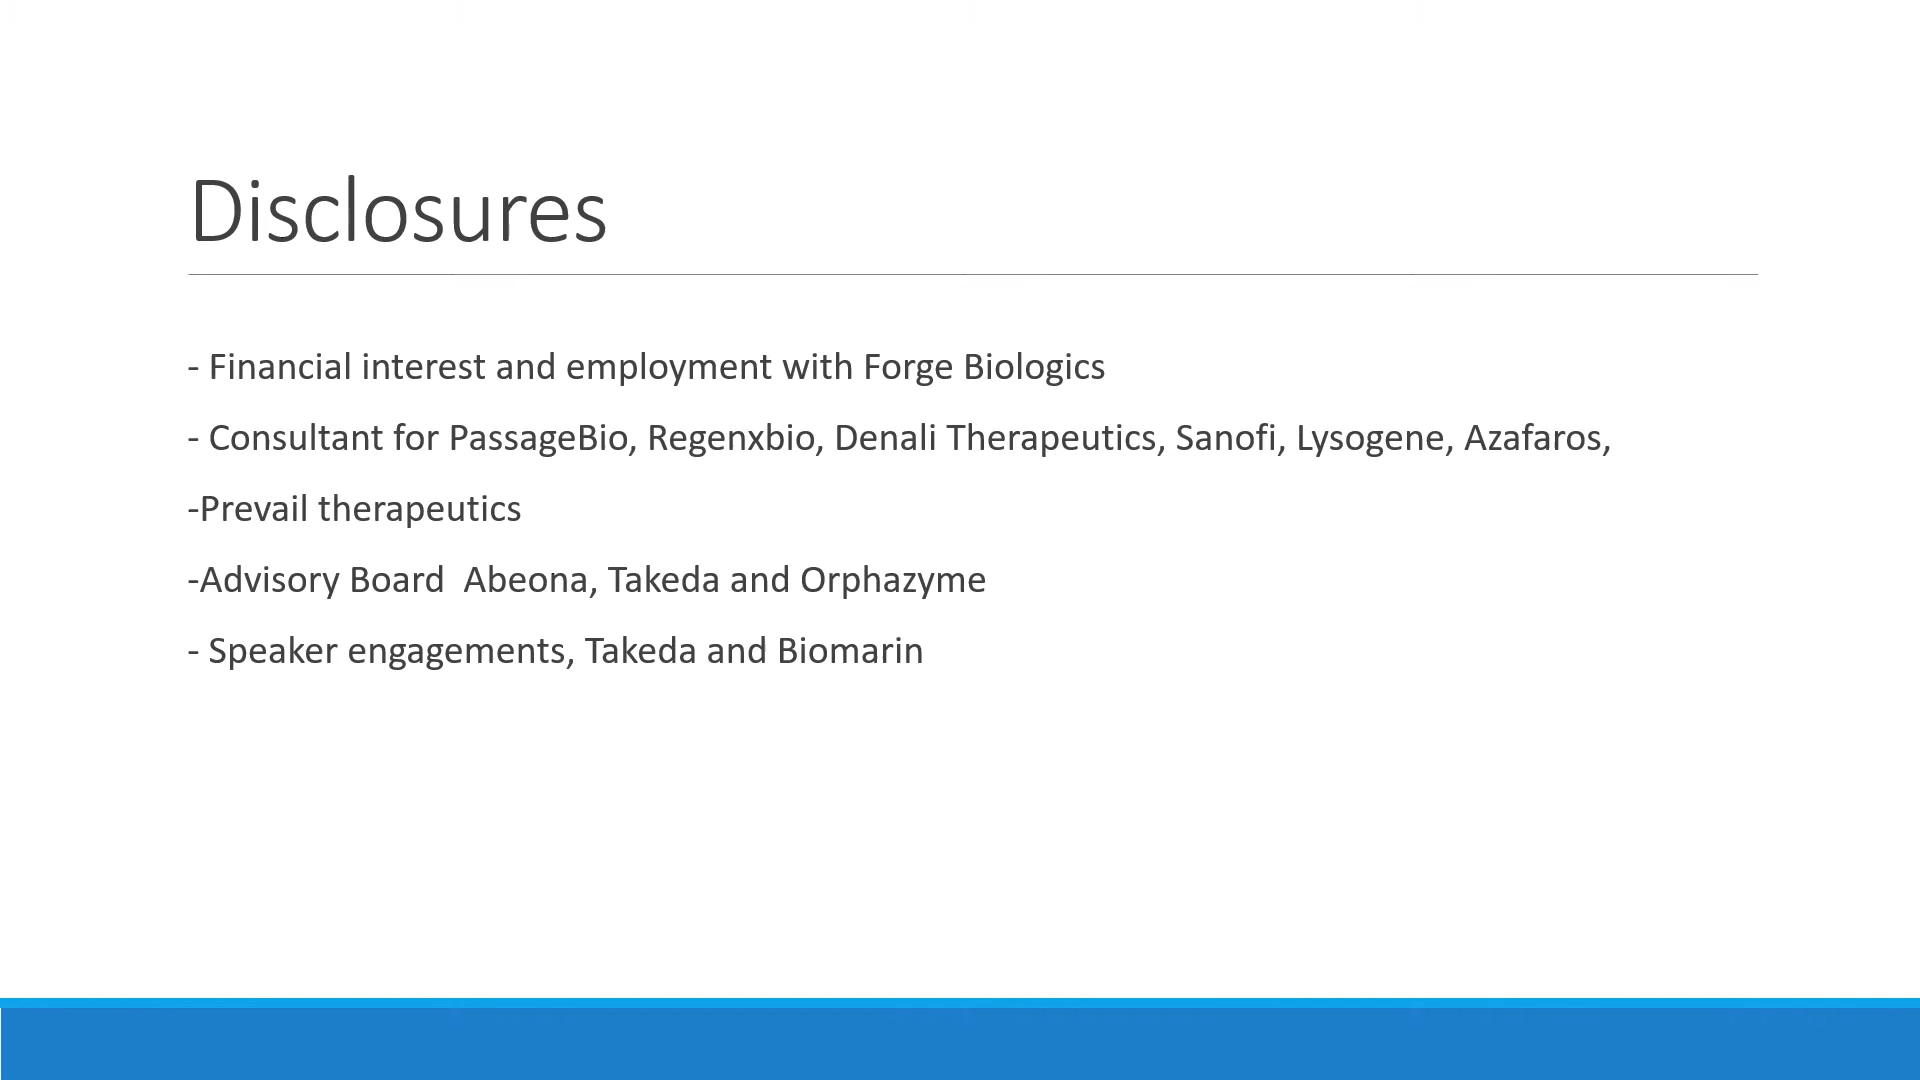 Disclosures
- Financial interest and employment with Forge Biologics
- Consultant for PassageBio, Regenxbio, Denali Therapeutics, Sanofi, Lysogene, Azafaros,
-Prevail therapeutics
-Advisory Board  Abeona, Takeda and Orphazyme
- Speaker engagements, Takeda and Biomarin